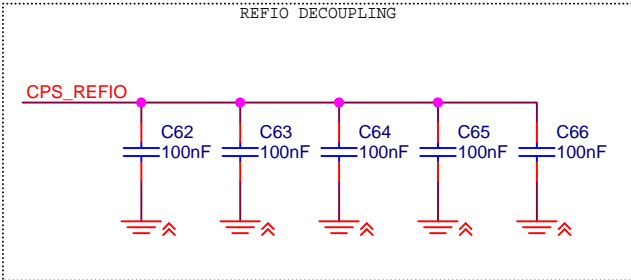 REFIO DECOUPLING
CPS_REFIO
C62 C63 C64 C65 C66
100nF 100nF 100nF 100nF 100nF